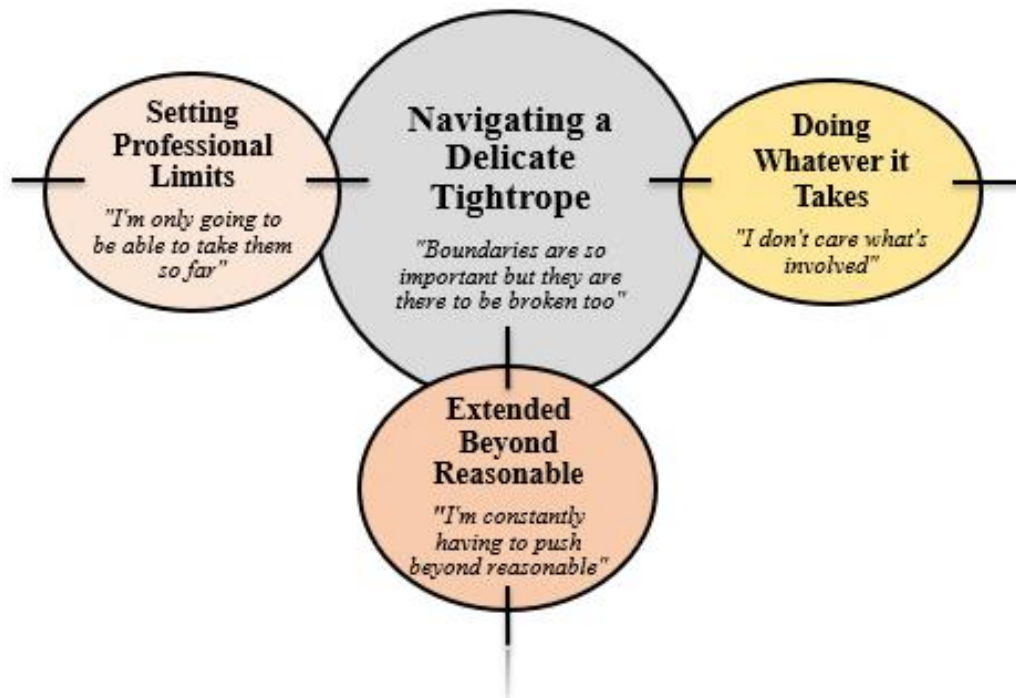 Setting
Professional
Limits
"I'm only going to
be able to take them
so far"
Navigating a
Delicate
Tightrope
"Boundaries are so
important but they are
there to be broken too"
Doing
Whatever it
Takes
"I don't care what's
involved"
Extended
Beyond
Reasonable
"I'm constantly
having to push
beyond reasonable"